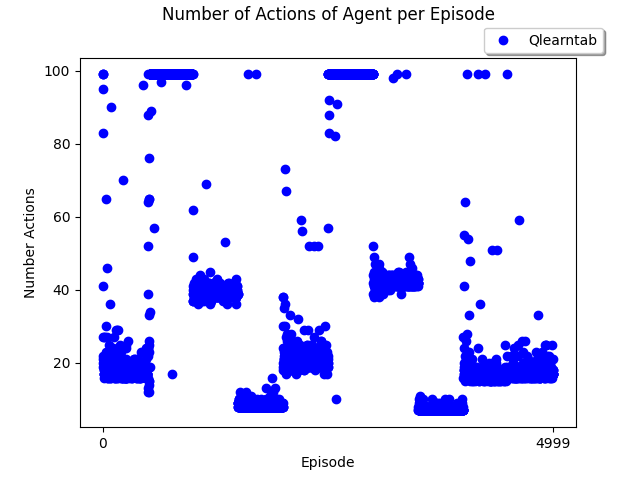 Number of Actions of Agent per Episode
Qlearntab
100
80
60
40
20
Number Actions
0
4999
Episode